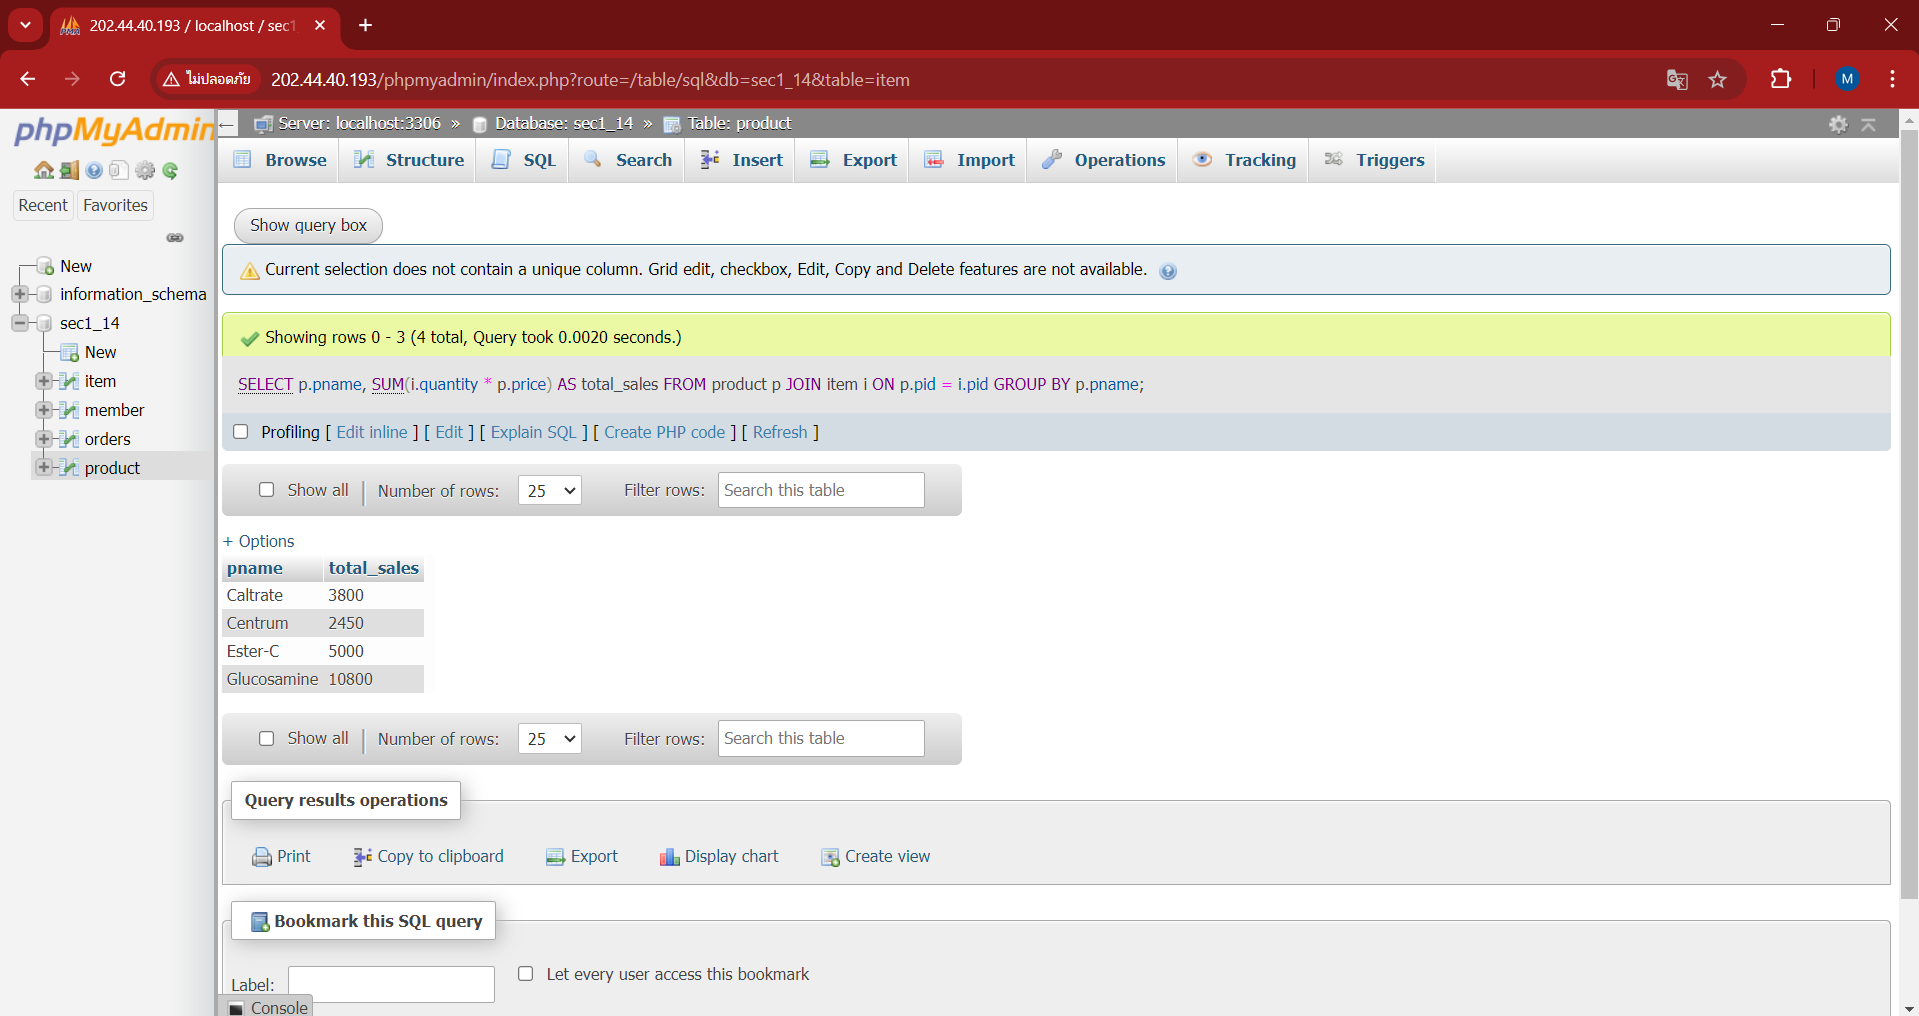 202.44.40.193 / localhost / sec1
PMA
ไม่ปลอดภัย 202.44.40.193/phpmyadmin/index.php?route=/table/sql&db=sec1_14&table=item
M
phpMyAdmin
Recent Favorites
New
information_schema
sec1_14
New
item
member
orders
product
Server: localhost:3306 » Database: sec1_14 » Table: product
Browse Structure SQL Search Insert Export Import Operations Tracking Triggers
Show query box
Current selection does not contain a unique column. Grid edit, checkbox, Edit, Copy and Delete features are not available.
Showing rows 0 - 3 (4 total, Query took 0.0020 seconds.)
SELECT p.pname, SUM(i.quantity * p.price) AS total_sales FROM product p JOIN item i ON p.pid = i.pid GROUP BY p.pname;
Profiling [ Edit inline ] [ Edit ] [ Explain SQL ] [ Create PHP code ] [ Refresh ]
Show all | Number of rows: 25 Filter rows: Search this table
+ Options
pname total_sales
Caltrate 3800
Centrum 2450
Ester-C 5000
Glucosamine 10800
Show all | Number of rows: 25 Filter rows: Search this table
Query results operations
Print Copy to clipboard Export Display chart Create view
Bookmark this SQL query
Label: Let every user access this bookmark
Console